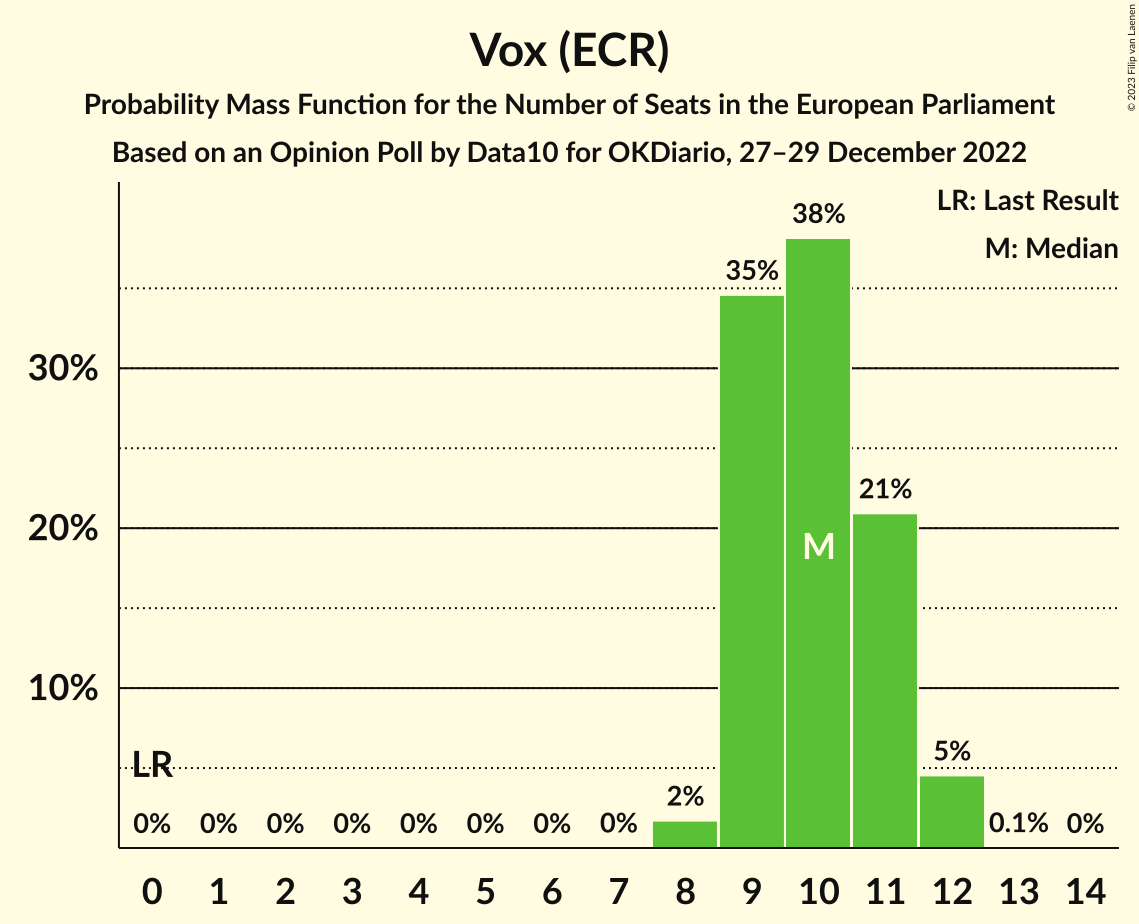 Vox (ECR)
Probability Mass Function for the Number of Seats in the European Parliament
Based on an Opinion Poll by Data10 for OKDiario, 27–29 December 2022
© 2023 Filip van Laenen
LR: Last Result
M: Median
38%
35%
30%
21%
20%
M
10%
LR
5%
2%
0% 0% 0% 0% 0% 0% 0% 0% 0.1% 0%
0 1 2 3 4 5 6 7 8 9 10 11 12 13 14